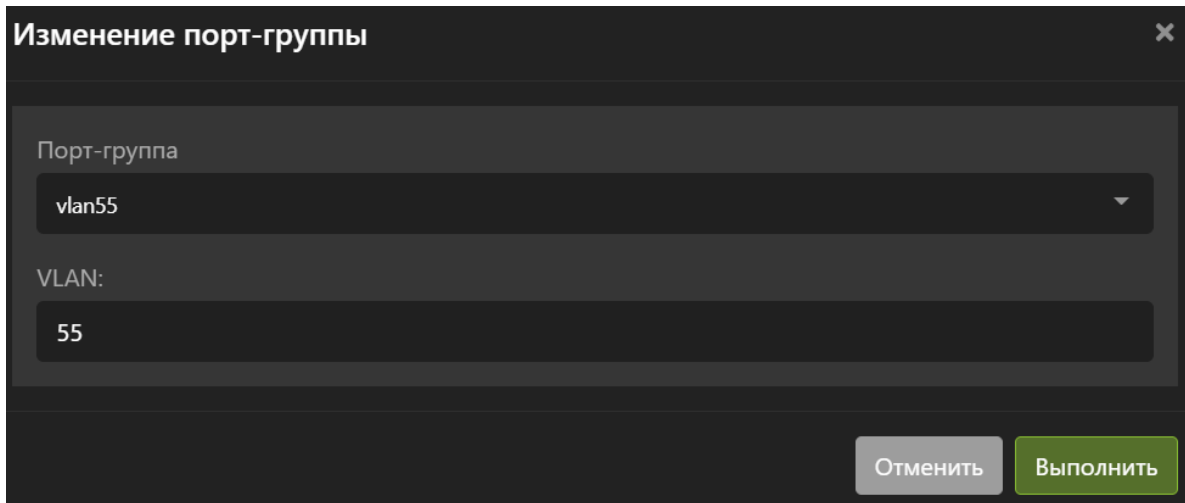 Изменение порт-группы
Порт-группа
vlan55
VLAN:
55
Отменить Выполнить